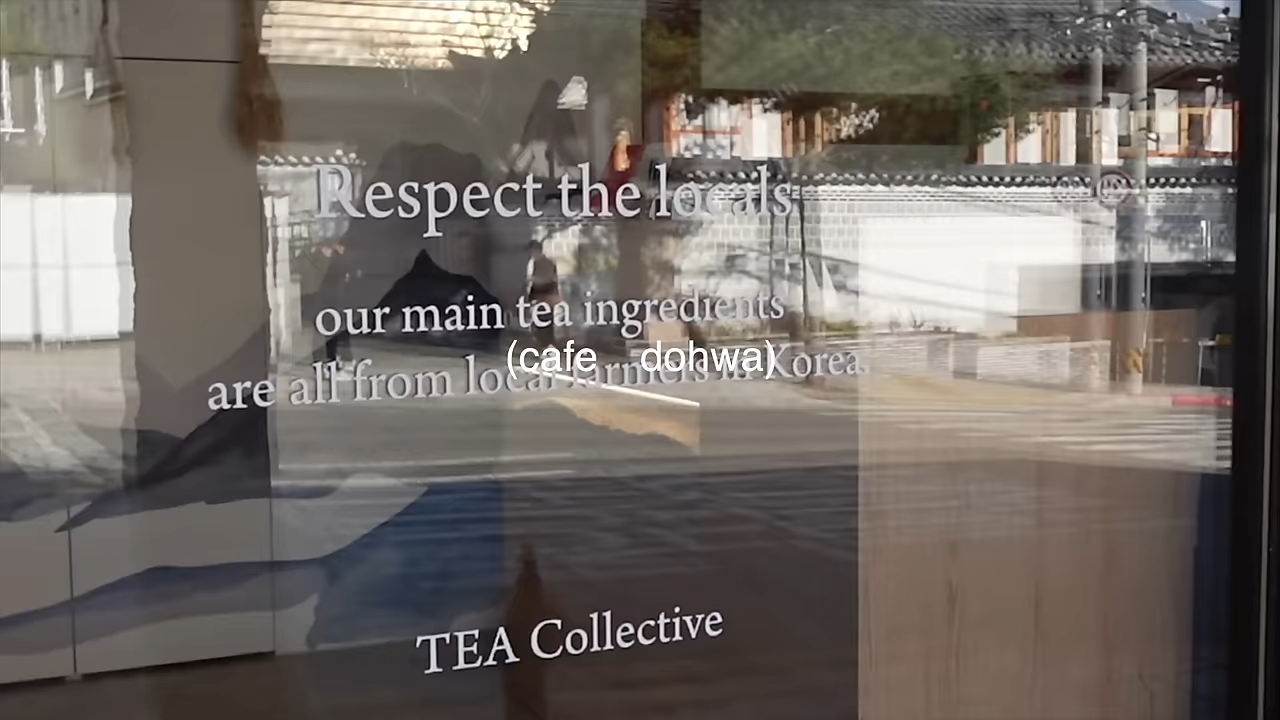 Respect the locals
our main tea ingredients
(cafe dohwa)
are all from local farmers in Korea.
TEA Collective